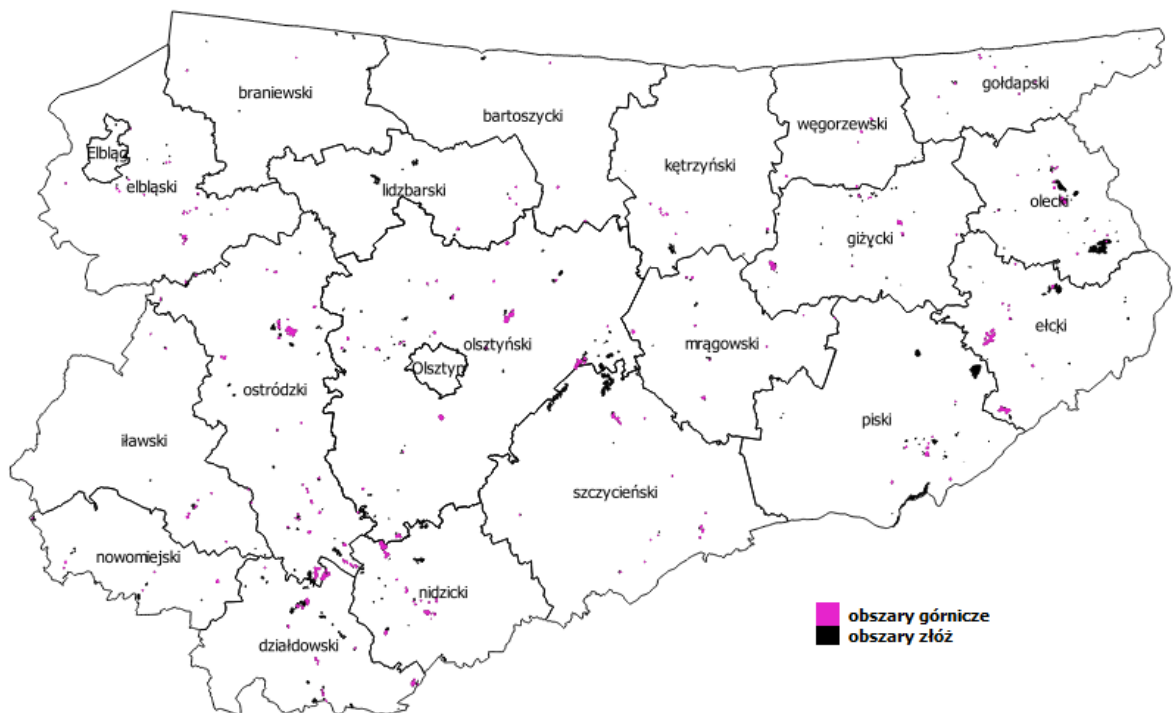 gołdapski
braniewski
bartoszycki
węgorzewski
Elbląg
kętrzyński
elbląski
lidzbarski
olecki
giżycki
ełcki
olsztyński
mrągowski
Olsztyn
ostródzki
piski
iławski
szczycieński
nowomiejski
nidzicki
działdowski
obszary górnicze
obszary złóż